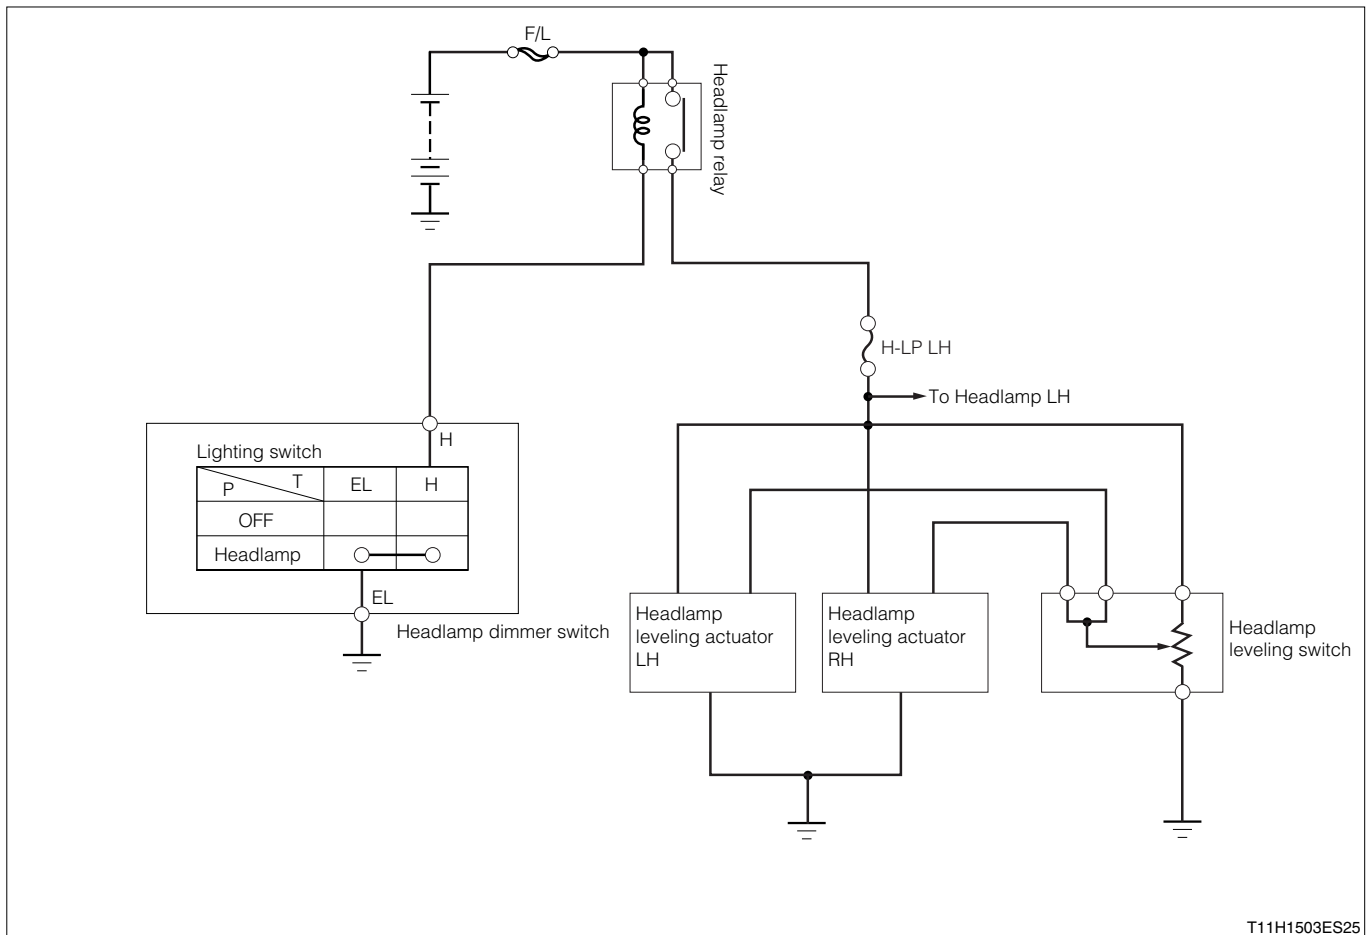 F/L
Headlamp relay
H-LP LH
To Headlamp LH
H
Lighting switch
P T EL H
OFF
Headlamp
EL
Headlamp dimmer switch
Headlamp
leveling actuator
LH
Headlamp
leveling actuator
RH
Headlamp
leveling switch
T11H1503ES25